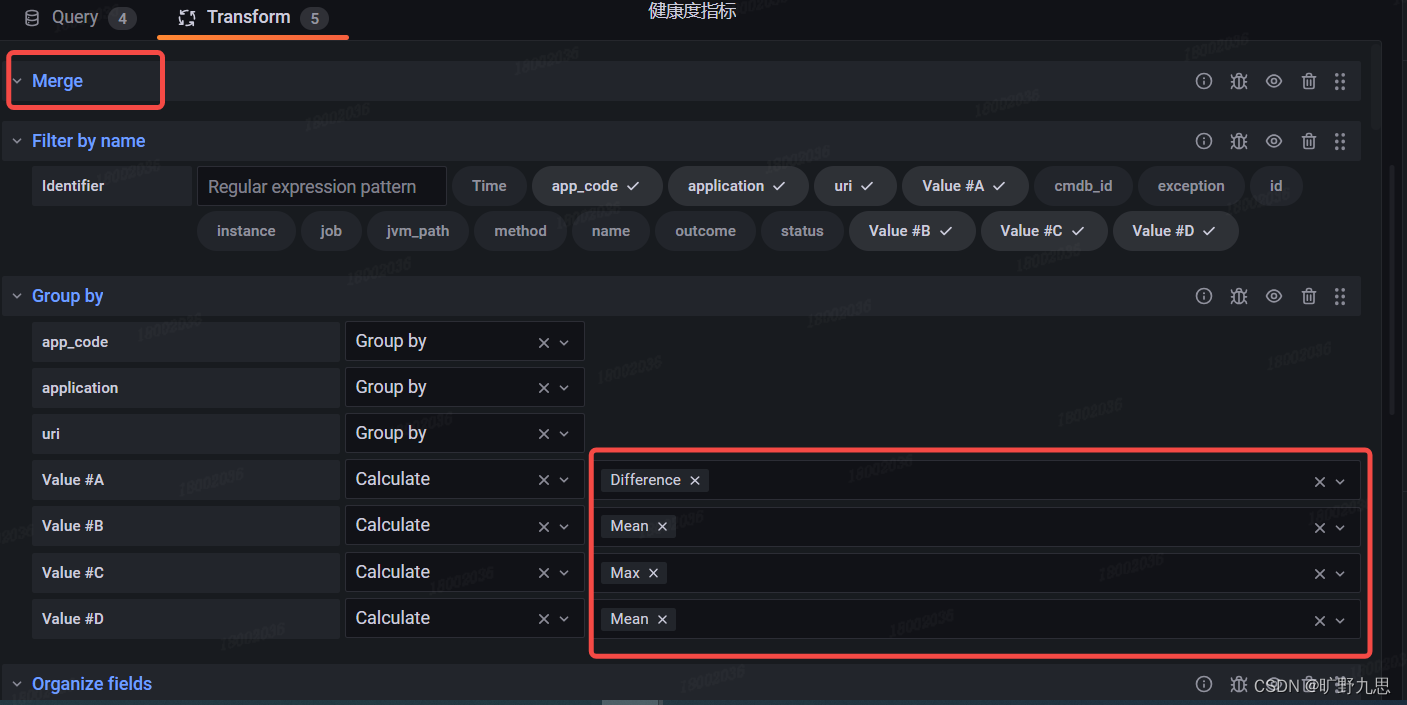 健康度指标
Query 4 Transform 5
Merge
Filter by name
Identifier Regular expression pattern Time app_code application uri Value #A cmdb_id exception id
instance job jvm_path method name outcome status Value #B Value #C Value #D
Group by
app_code Group by
application Group by
uri Group by
Value #A Calculate Difference
Value #B Calculate Mean
Value #C Calculate Max
Value #D Calculate Mean
Organize fields
CSDN @旷野九思